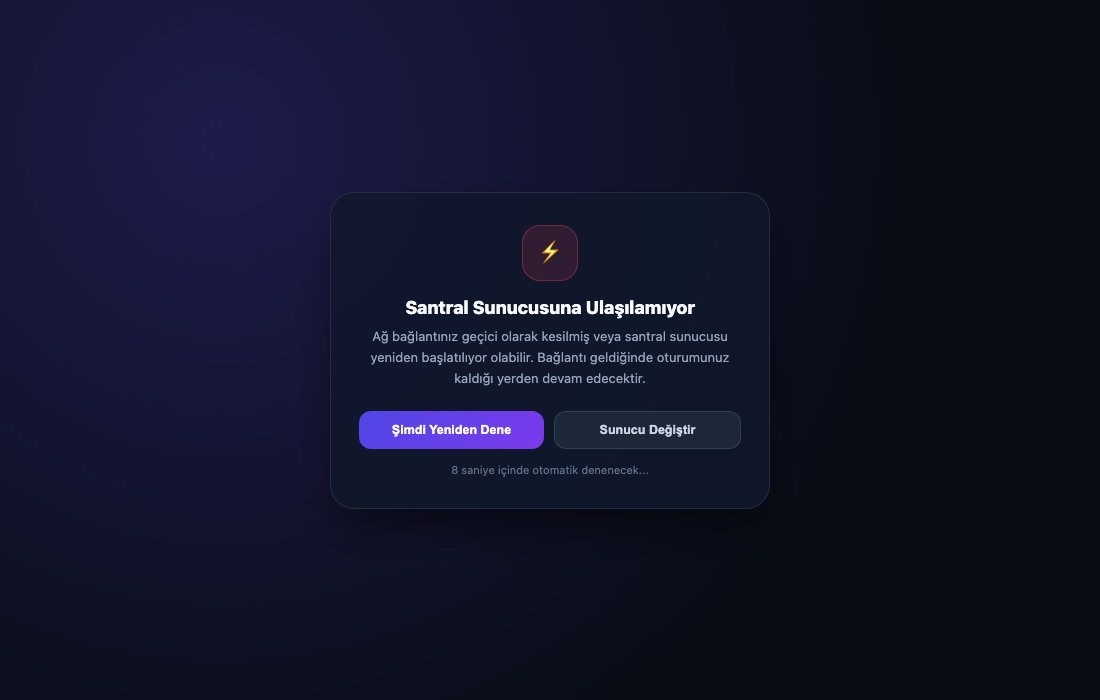 Santral Sunucusuna Ulaşılamıyor
Ağ bağlantınız geçici olarak kesilmiş veya santral sunucusu
yeniden başlatılıyor olabilir. Bağlantı geldiğinde oturumunuz
kaldığı yerden devam edecektir.
Şimdi Yeniden Dene
Sunucu Değiştir
8 saniye içinde otomatik denenecek...